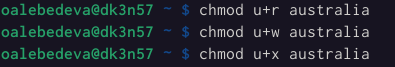 oalebedeva@dk3n57 ~ $ chmod u+r australia
oalebedeva@dk3n57 ~ $ chmod u+w australia
oalebedeva@dk3n57 ~ $ chmod u+x australia